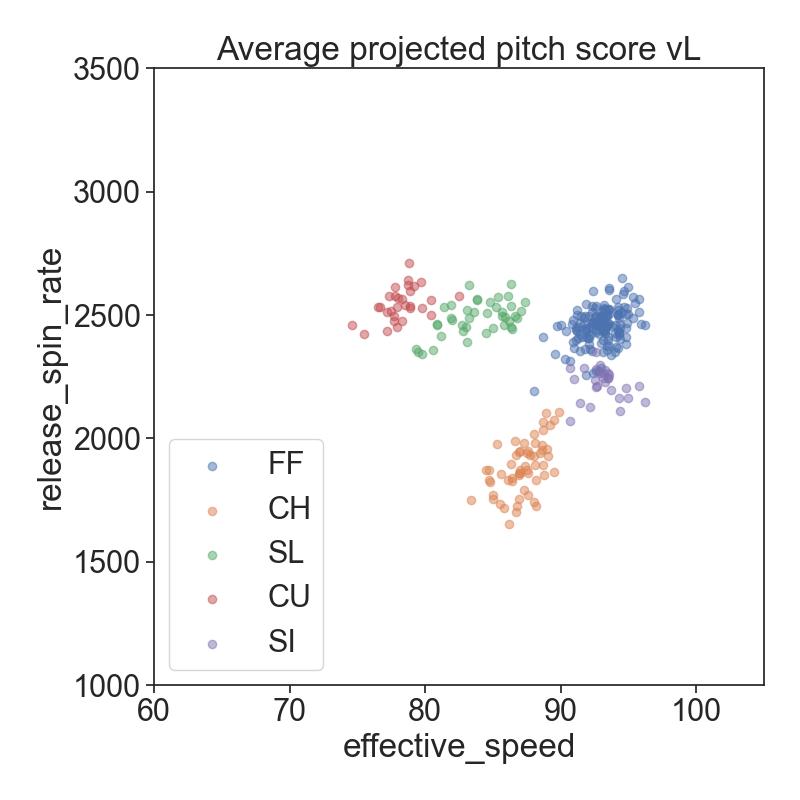 Average projected pitch score vL
3500
3000
2500
2000
1500
1000
release_spin_rate
FF
CH
SL
CU
SI
60
70
80
90
100
effective_speed